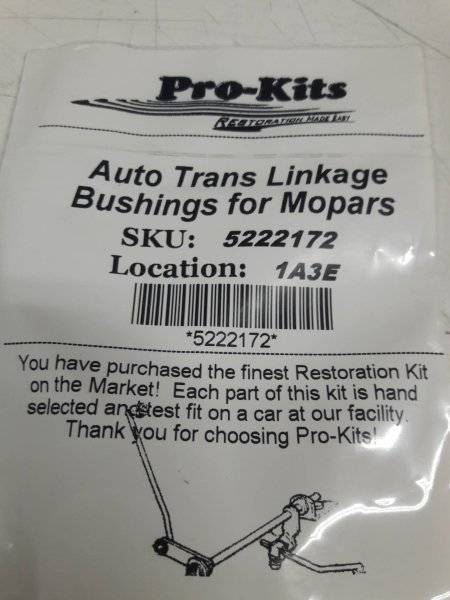 Pro-Kits
RESTORATION MADE EASY
Auto Trans Linkage
Bushings for Mopars
SKU: 5222172
Location: 1A3E
*5222172*
You have purchased the finest Restoration Kit
on the Market! Each part of this kit is hand
selected and test fit on a car at our facility.
Thank you for choosing Pro-Kits!